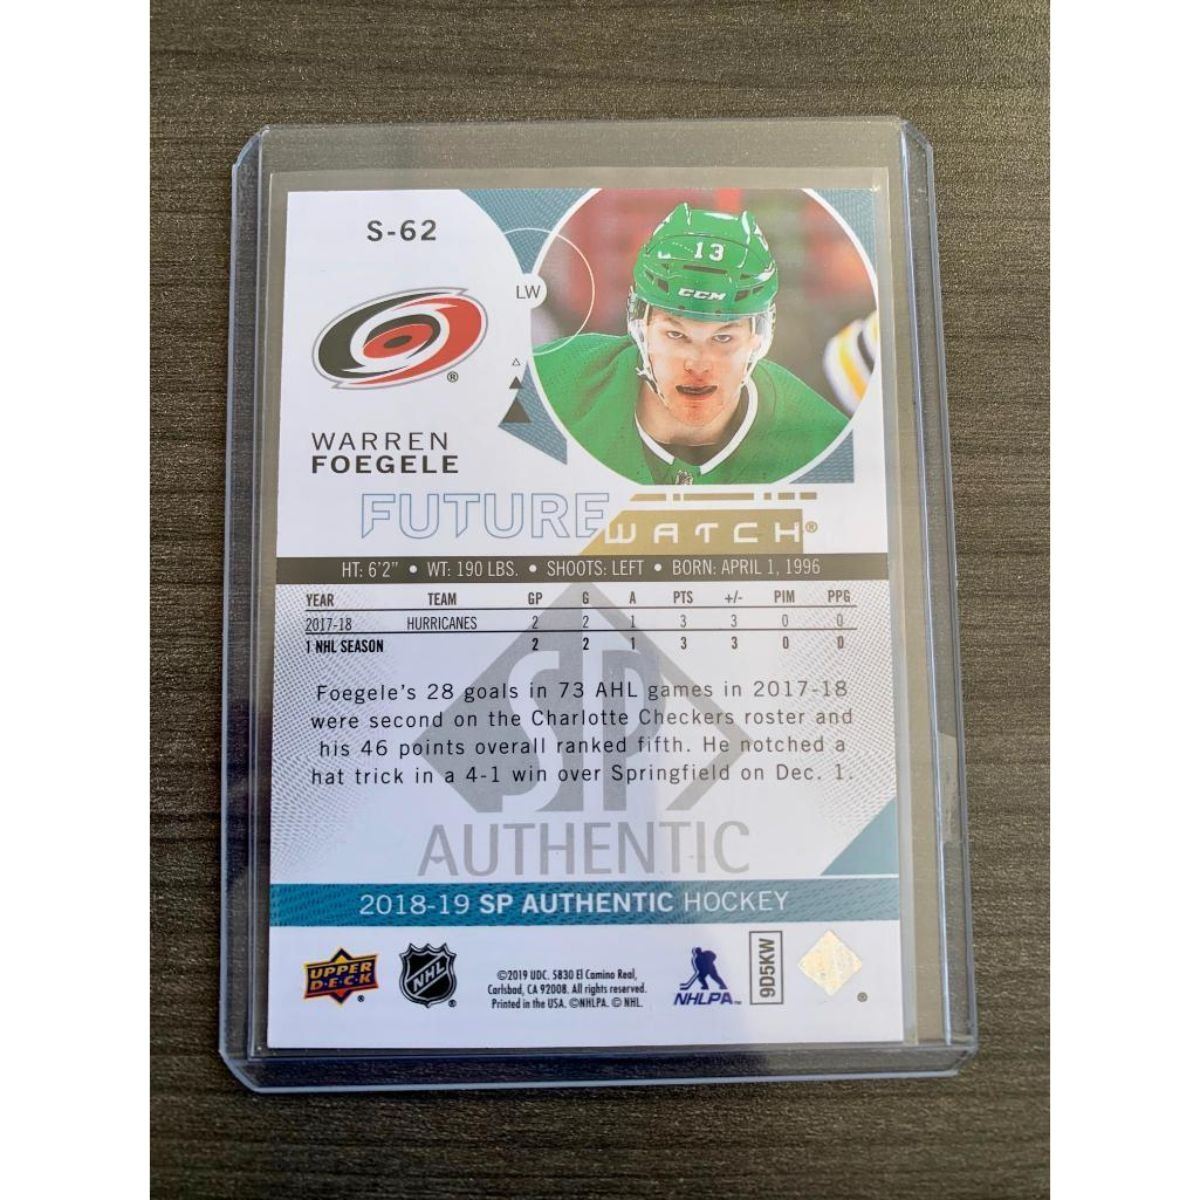 S-62
13
CCM
LW
WARREN
FOEGELE
FUTURE
WATCH®
HT: 6'2" • WT: 190 LBS. • SHOOTS: LEFT • BORN: APRIL 1, 1996
YEAR TEAM GP G A PTS +/- PIM PPG
2017-18 HURRICANES 2 2 1 3 3 0 0
1 NHL SEASON 2 2 1 3 3 0 0
Foegele's 28 goals in 73 AHL games in 2017-18
were second on the Charlotte Checkers roster and
his 46 points overall ranked fifth. He notched a
hat trick in a 4-1 win over Springfield on Dec. 1.
SP
AUTHENTIC
2018-19 SP AUTHENTIC HOCKEY
UPPER
D·E·C·K ®
NHL ®
©2019 UDC. 5830 El Camino Real,
Carlsbad, CA 92008. All rights reserved.
Printed in the USA. ©NHLPA. © NHL.
NHLPA™
9D5KW
®